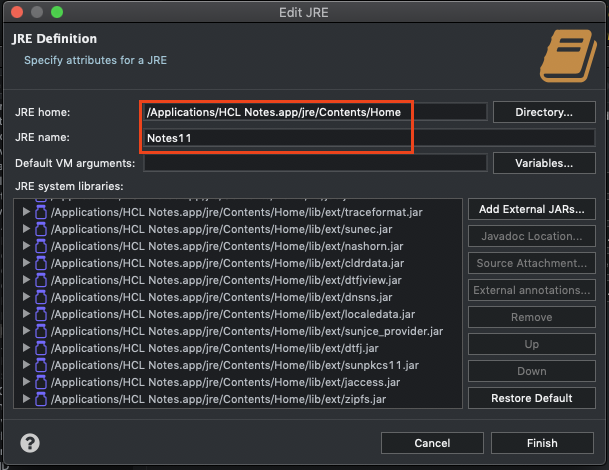 Edit JRE
JRE Definition
Specify attributes for a JRE
JRE home:
/Applications/HCL Notes.app/jre/Contents/Home
Directory...
JRE name:
Notes11
Default VM arguments:
Variables...
JRE system libraries:
/Applications/HCL Notes.app/jre/Contents/Home/lib/ext/traceformat.jar
/Applications/HCL Notes.app/jre/Contents/Home/lib/ext/sunec.jar
/Applications/HCL Notes.app/jre/Contents/Home/lib/ext/nashorn.jar
/Applications/HCL Notes.app/jre/Contents/Home/lib/ext/cldrdata.jar
/Applications/HCL Notes.app/jre/Contents/Home/lib/ext/dtfjview.jar
/Applications/HCL Notes.app/jre/Contents/Home/lib/ext/dnsns.jar
/Applications/HCL Notes.app/jre/Contents/Home/lib/ext/localedata.jar
/Applications/HCL Notes.app/jre/Contents/Home/lib/ext/sunjce_provider.jar
/Applications/HCL Notes.app/jre/Contents/Home/lib/ext/dtfj.jar
/Applications/HCL Notes.app/jre/Contents/Home/lib/ext/sunpkcs11.jar
/Applications/HCL Notes.app/jre/Contents/Home/lib/ext/jaccess.jar
/Applications/HCL Notes.app/jre/Contents/Home/lib/ext/zipfs.jar
Add External JARs...
Javadoc Location...
Source Attachment...
External annotations...
Remove
Up
Down
Restore Default
?
Cancel
Finish